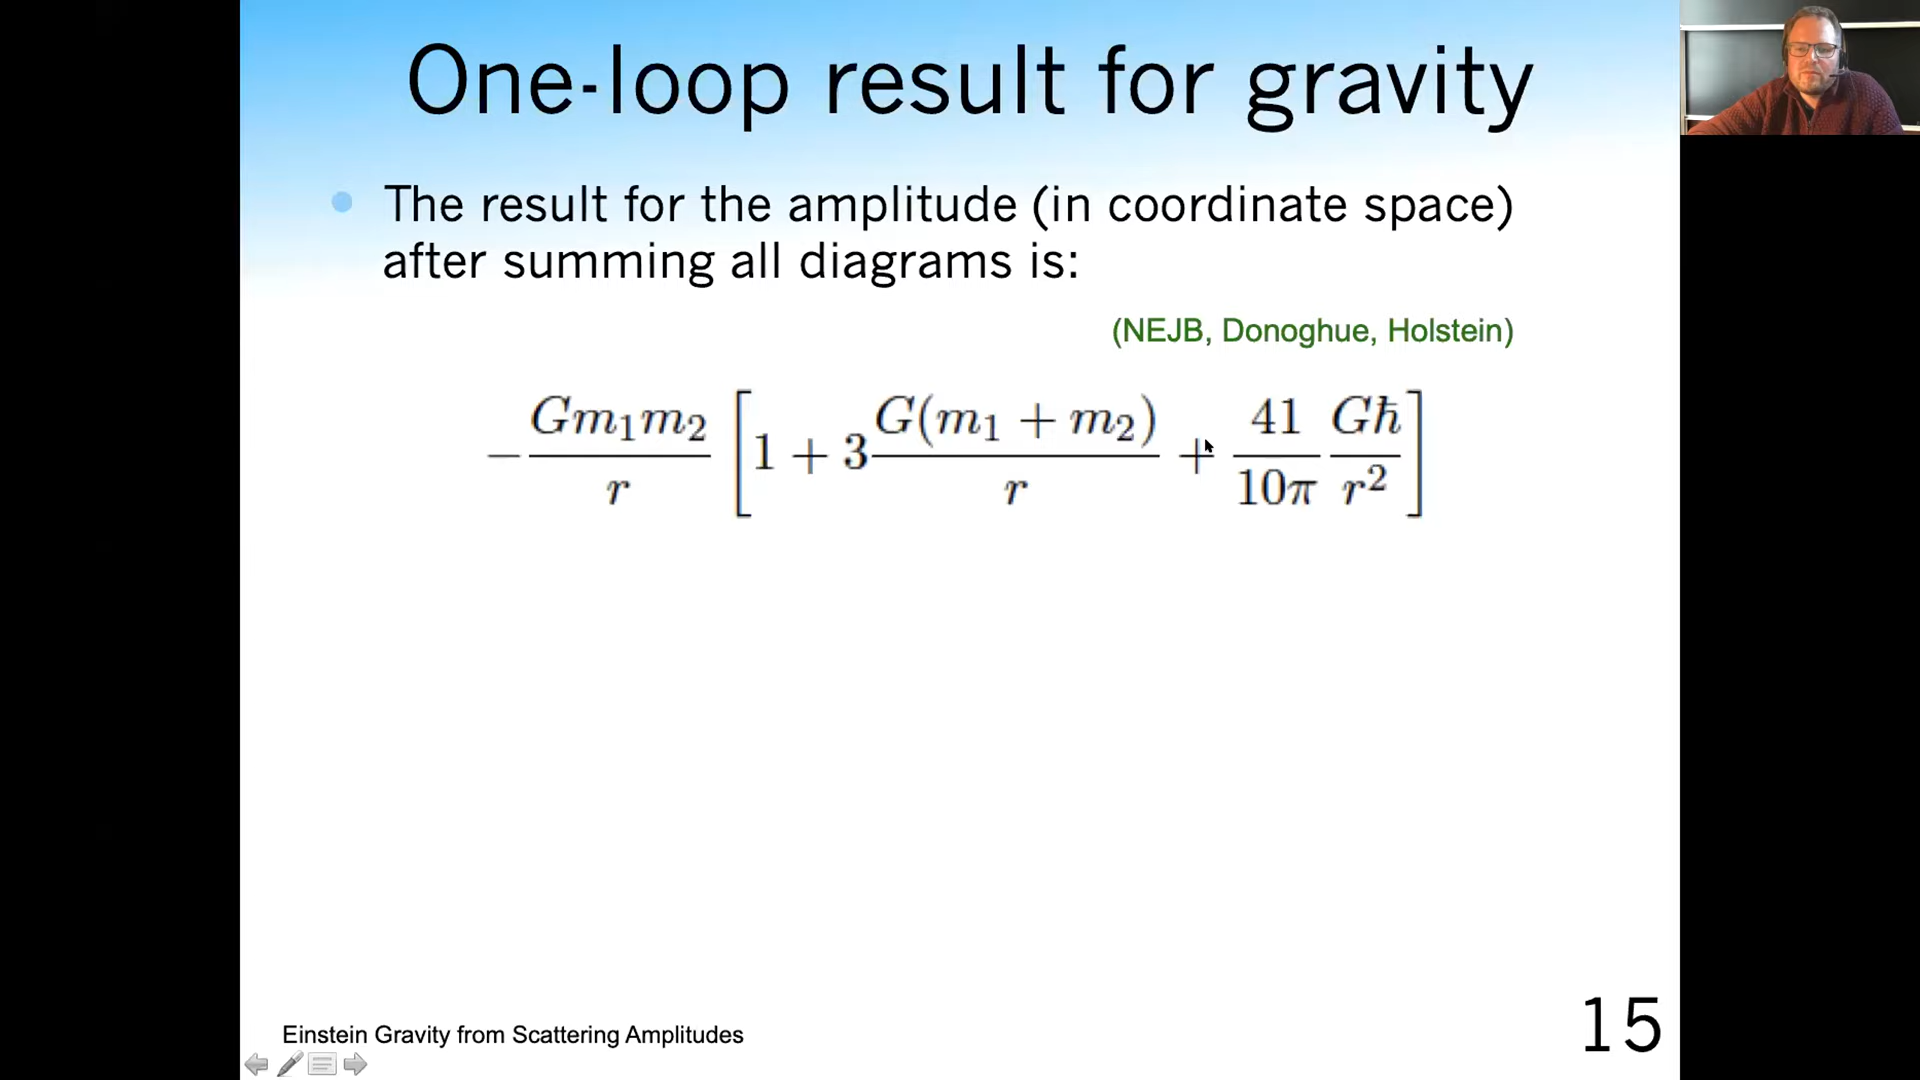 One-loop result for gravity
• The result for the amplitude (in coordinate space)
after summing all diagrams is:
(NEJB, Donoghue, Holstein)
$-\frac{Gm_1m_2}{r}\left[1+3\frac{G(m_1+m_2)}{r}+\frac{41}{10\pi}\frac{G\hbar}{r^2}\right]$
Einstein Gravity from Scattering Amplitudes
15